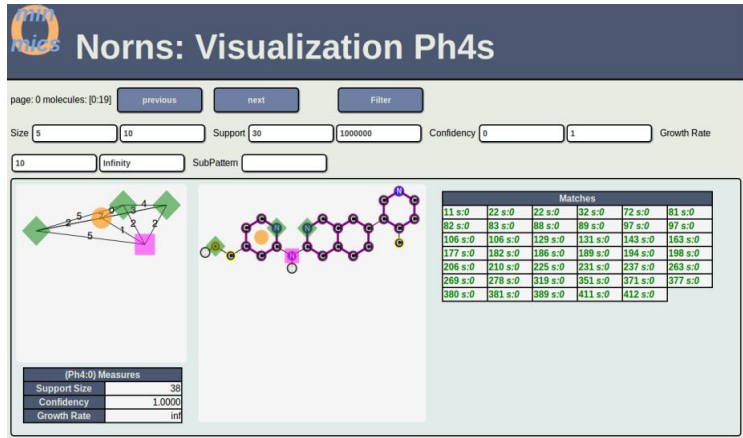 min
mics
Norns: Visualization Ph4s
page: 0 molecules: [0:19] previous next Filter
Size 5 10 Support 30 1000000 Confidency 0 1 Growth Rate
10 Infinity SubPattern
Matches
11 s:0 22 s:0 22 s:0 32 s:0 72 s:0 81 s:0
82 s:0 83 s:0 88 s:0 89 s:0 97 s:0 97 s:0
106 s:0 106 s:0 129 s:0 131 s:0 143 s:0 163 s:0
177 s:0 182 s:0 186 s:0 189 s:0 194 s:0 198 s:0
206 s:0 210 s:0 225 s:0 231 s:0 237 s:0 263 s:0
269 s:0 278 s:0 319 s:0 351 s:0 371 s:0 377 s:0
380 s:0 381 s:0 389 s:0 411 s:0 412 s:0
(Ph4:0) Measures
Support Size 38
Confidency 1.0000
Growth Rate inf